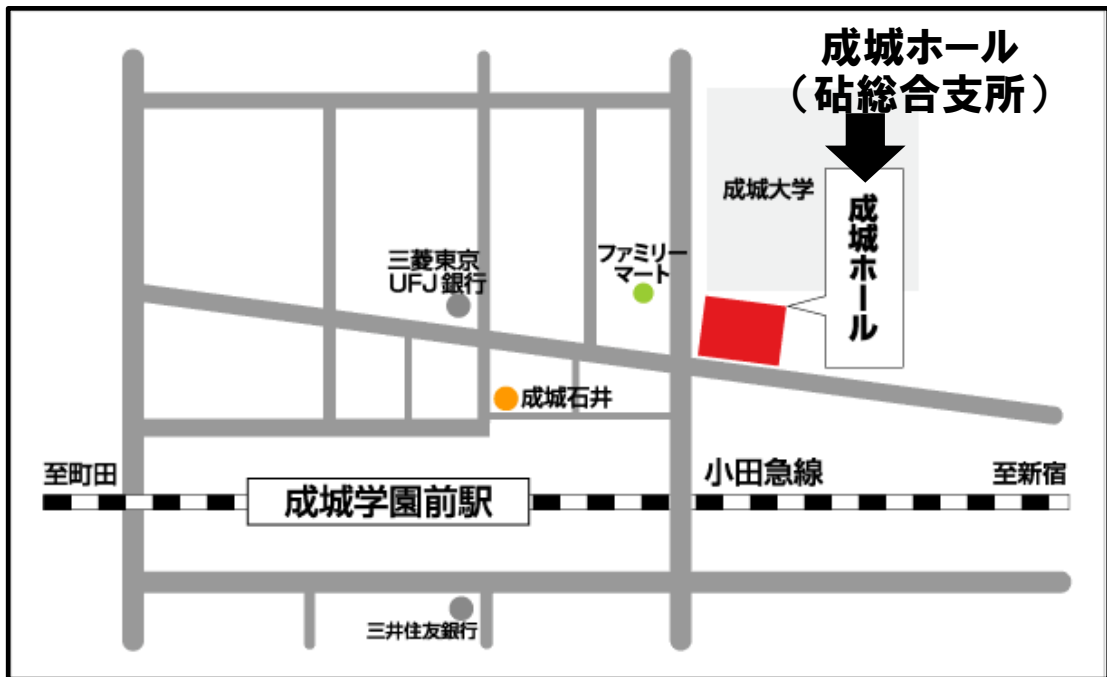 成城ホール
（砧総合支所）
成城大学
成城ホール
三菱東京
UFJ銀行
ファミリー
マート
成城石井
至町田
小田急線
至新宿
成城学園前駅
三井住友銀行